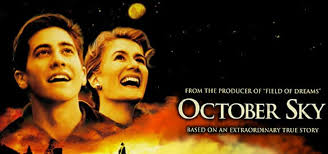 FROM THE PRODUCER OF "FIELD OF DREAMS"
OCTOBER SKY
BASED ON AN EXTRAORDINARY TRUE STORY